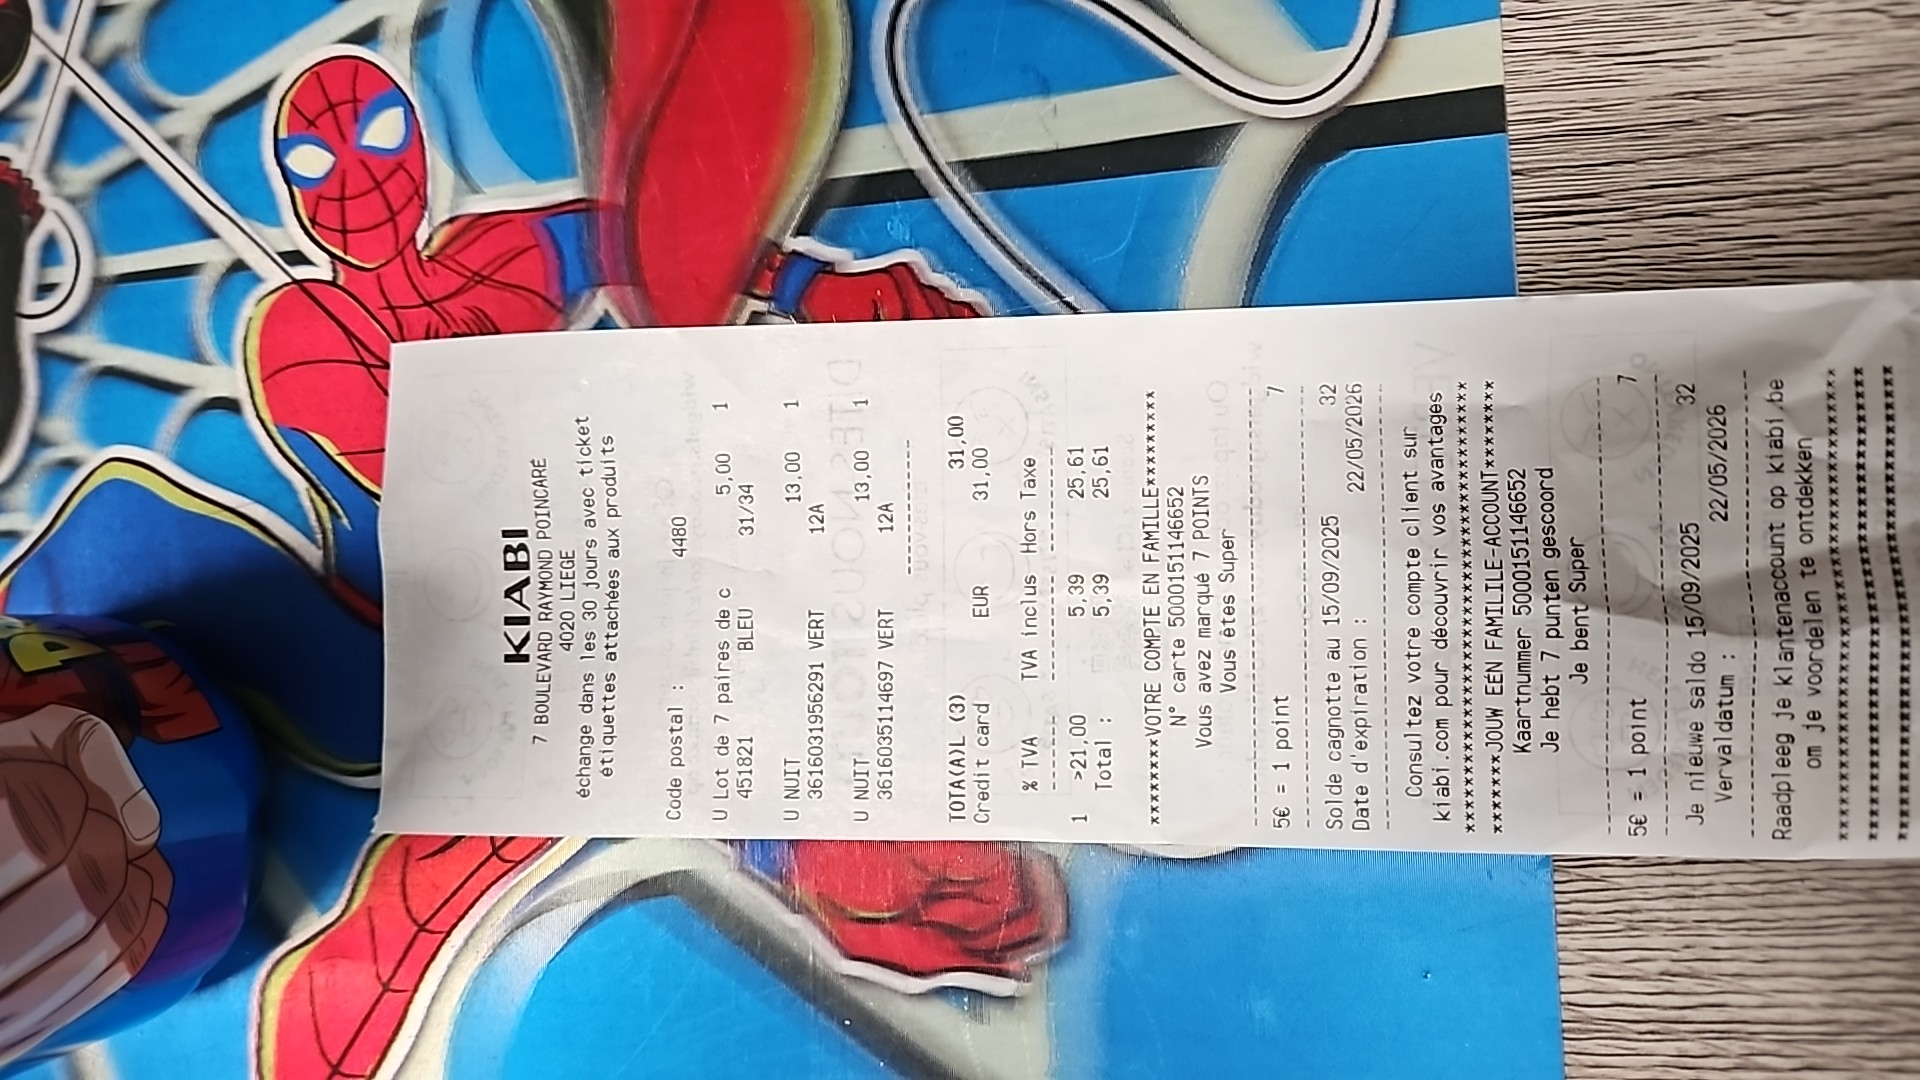 KIABI
7 BOULEVARD RAYMOND POINCARÉ
4020 LIEGE
échange dans les 30 jours avec ticket
étiquettes attachées aux produits
Code postal : 4480
U Lot de 7 paires de c 5,00 1
451821 BLEU 31/34
U NUIT 13,00 1
3616031956291 VERT 12A
U NUIT 13,00 1
3616035114697 VERT 12A
--------------
TOTA(A)L (3) 31,00
Credit card EUR 31,00
% TVA TVA inclus Hors Taxe
1 >21,00 5,39 25,61
Total : 5,39 25,61
********VOTRE COMPTE EN FAMILLE********
N° carte 5000151146652
Vous avez marqué 7 POINTS
Vous êtes Super
5€ = 1 point 7
Solde cagnotte au 15/09/2025 32
Date d'expiration : 22/05/2026
Consultez votre compte client sur
kiabi.com pour découvrir vos avantages
*****************************************
*******JOUW EEN FAMILIE-ACCOUNT********
Kaartnummer 5000151146652
Je hebt 7 punten gescoord
Je bent Super
5€ = 1 point 7
Je nieuwe saldo 15/09/2025 32
Vervaldatum : 22/05/2026
Raadpleeg je klantenaccount op kiabi.be
om je voordelen te ontdekken
*****************************************
*****************************************
*****************************************